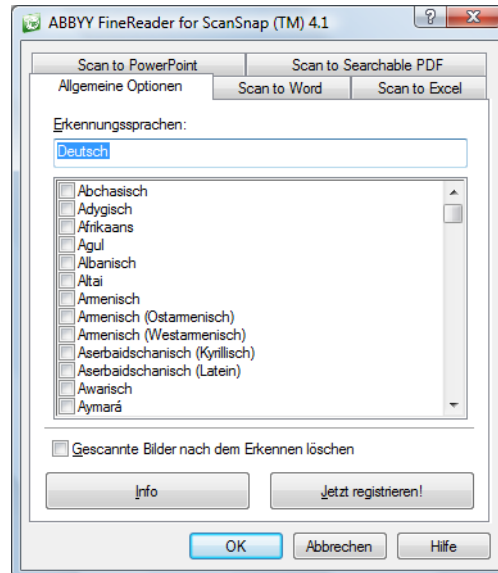 ABBYY FineReader for ScanSnap (TM) 4.1
Scan to PowerPoint
Scan to Searchable PDF
Allgemeine Optionen
Scan to Word
Scan to Excel
Erkennungssprachen:
Deutsch
Abchasisch
Adygisch
Afrikaans
Agul
Albanisch
Altai
Armenisch
Armenisch (Ostarmenisch)
Armenisch (Westarmenisch)
Aserbaidschanisch (Kyrillisch)
Aserbaidschanisch (Latein)
Awarisch
Aymará
Gescannte Bilder nach dem Erkennen löschen
Info
Jetzt registrieren!
OK
Abbrechen
Hilfe